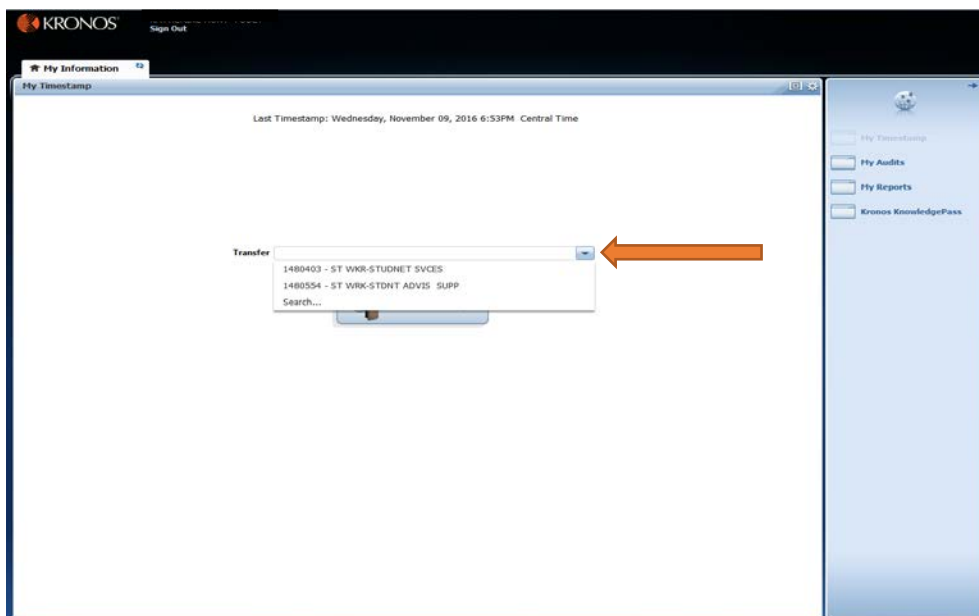 KRONOS
Sign Out
My Information
My Timestamp
Last Timestamp: Wednesday, November 09, 2016 6:53PM Central Time
My Timestamp
My Audits
My Reports
Kronos KnowledgePass
Transfer
1480403 - ST WKR-STUDNET SVCES
1480554 - ST WRK-STDNT ADVIS SUPP
Search...